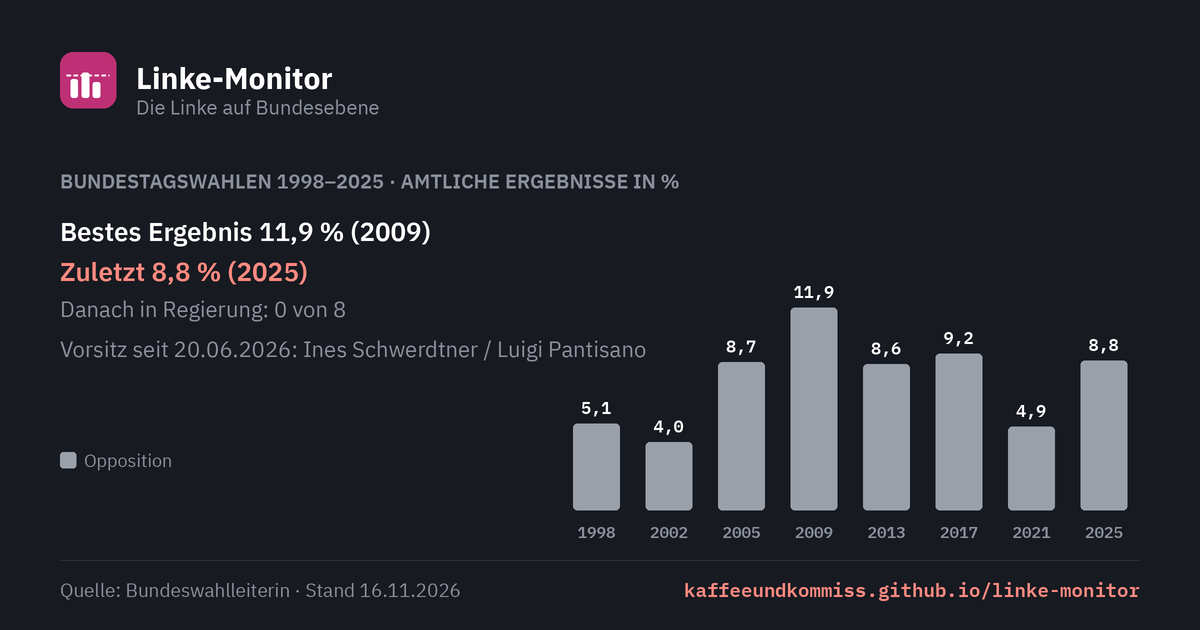 Linke-Monitor
Die Linke auf Bundesebene
BUNDESTAGSWAHLEN 1998–2025 · AMTLICHE ERGEBNISSE IN %
Bestes Ergebnis 11,9 % (2009)
Zuletzt 8,8 % (2025)
Danach in Regierung: 0 von 8
Vorsitz seit 20.06.2026: Ines Schwerdtner / Luigi Pantisano
Opposition
5,1 4,0 8,7 11,9 8,6 9,2 4,9 8,8
1998 2002 2005 2009 2013 2017 2021 2025
Quelle: Bundeswahlleiterin · Stand 16.11.2026
kaffeeundkommiss.github.io/linke-monitor